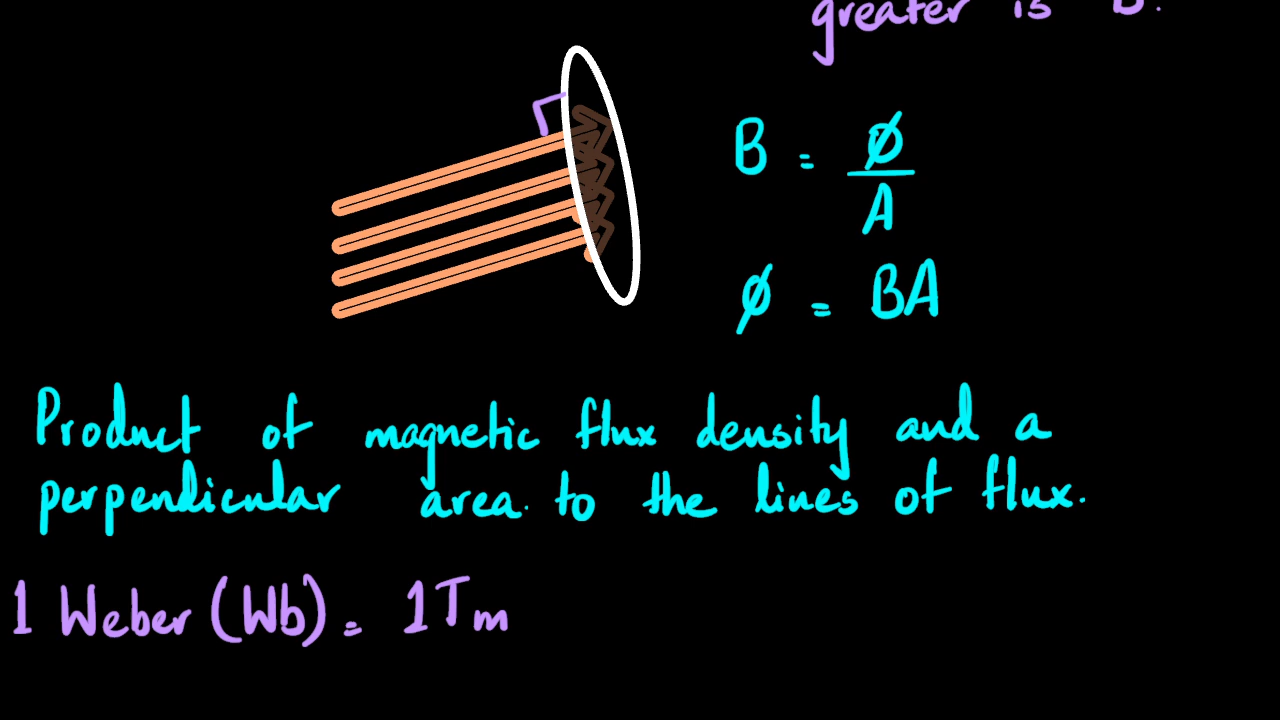 greater is B.
B = Ø / A
Ø = BA
Product of magnetic flux density and a
perpendicular area. to the lines of flux.
1 Weber (Wb) = 1Tm